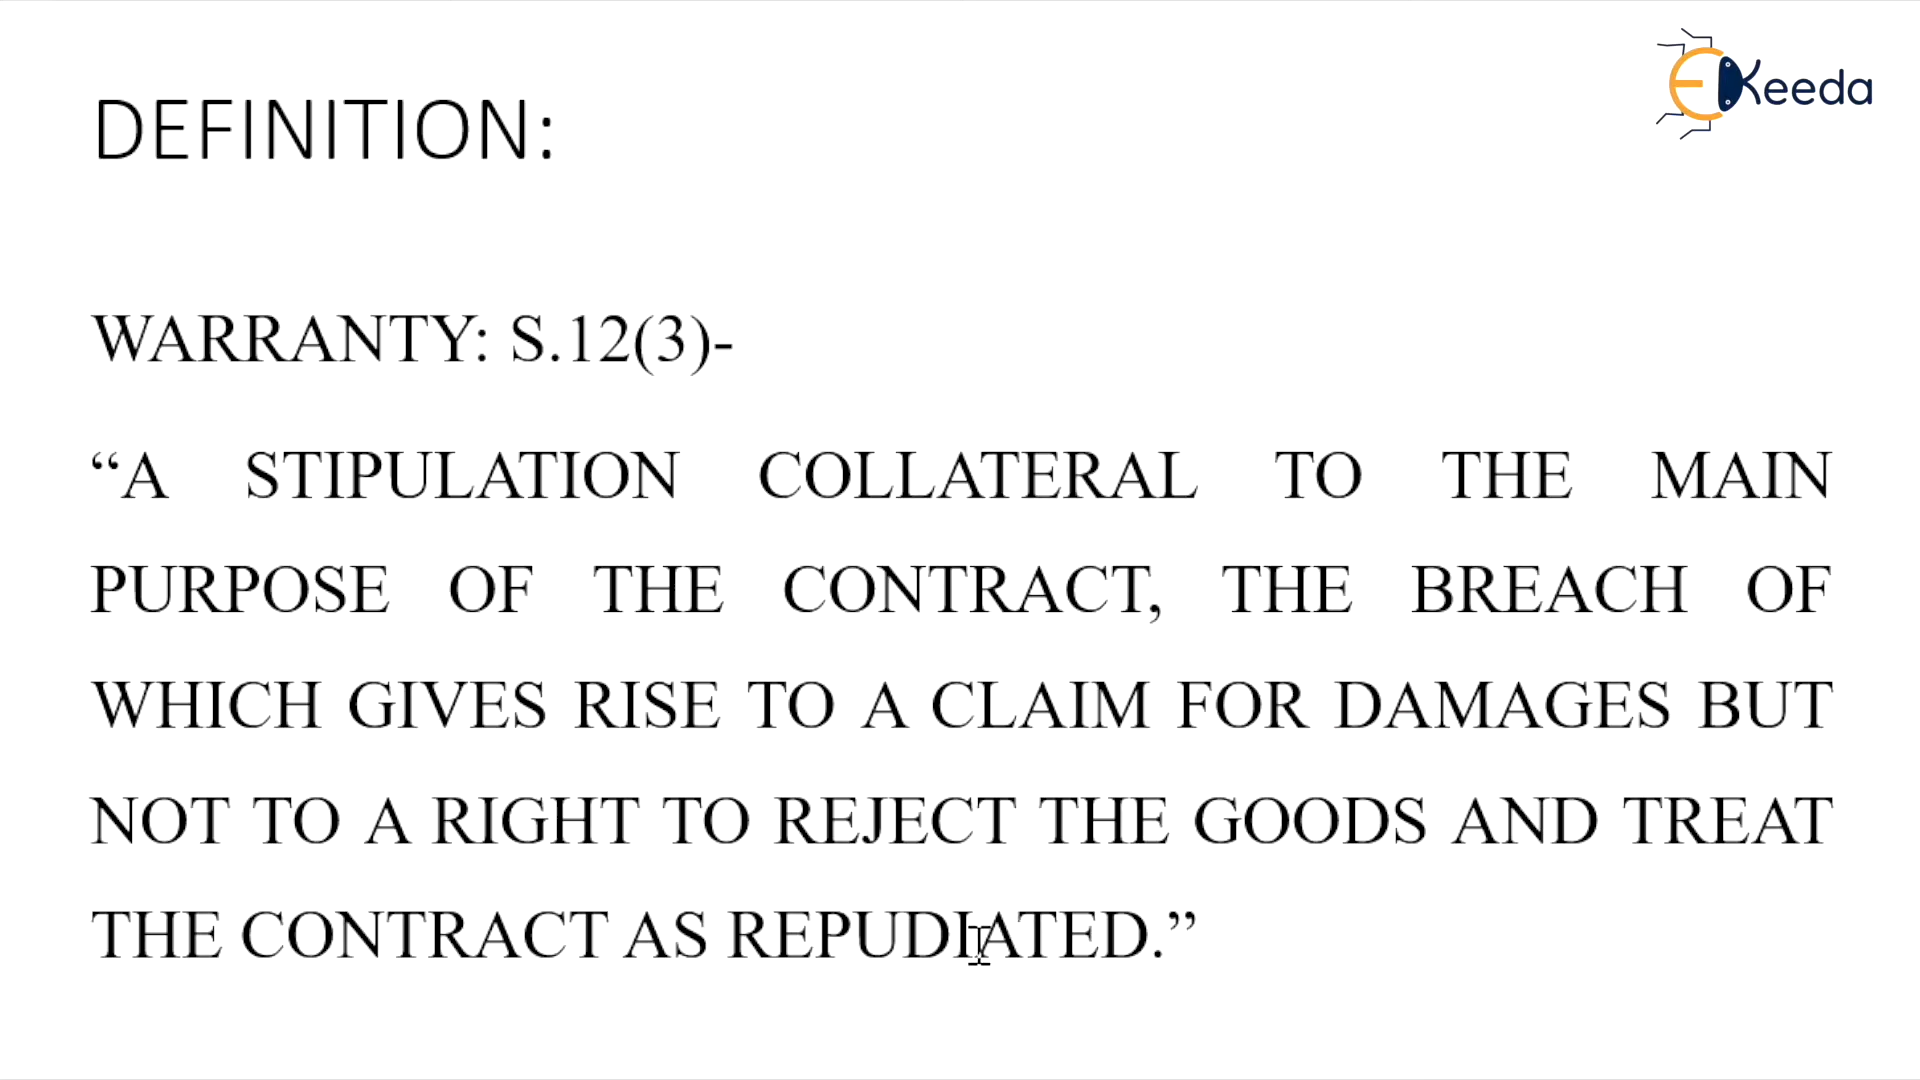 EKeeda
DEFINITION:
WARRANTY: S.12(3)-
“A STIPULATION COLLATERAL TO THE MAIN
PURPOSE OF THE CONTRACT, THE BREACH OF
WHICH GIVES RISE TO A CLAIM FOR DAMAGES BUT
NOT TO A RIGHT TO REJECT THE GOODS AND TREAT
THE CONTRACT AS REPUDIATED.”